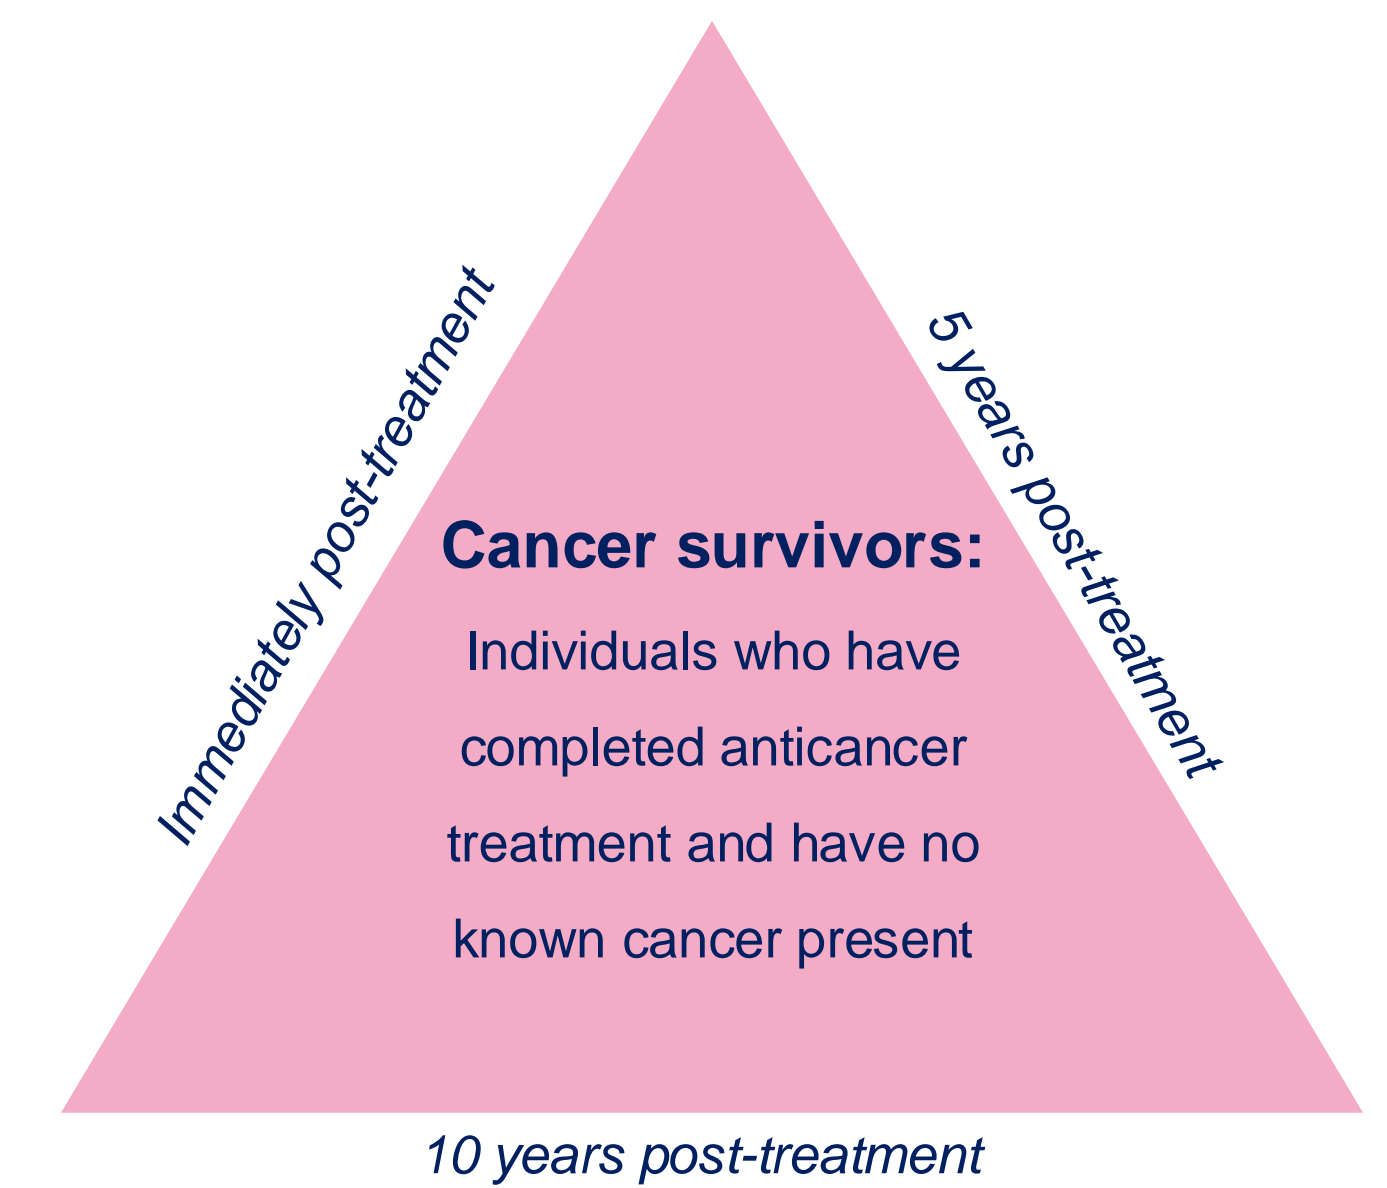 Immediately post-treatment
5 years post-treatment
Cancer survivors:
Individuals who have
completed anticancer
treatment and have no
known cancer present
10 years post-treatment